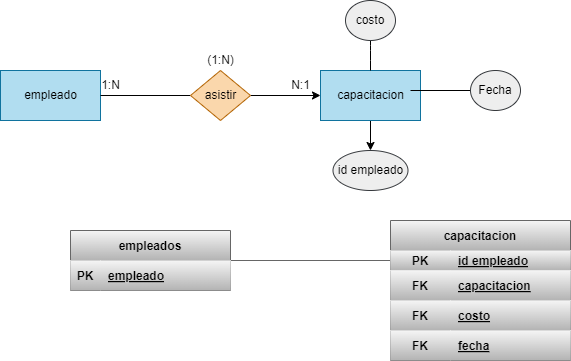 costo
(1:N)
empleado
1:N
asistir
N:1
capacitacion
Fecha
id empleado
empleados
PK empleado
capacitacion
PK id empleado
FK capacitacion
FK costo
FK fecha